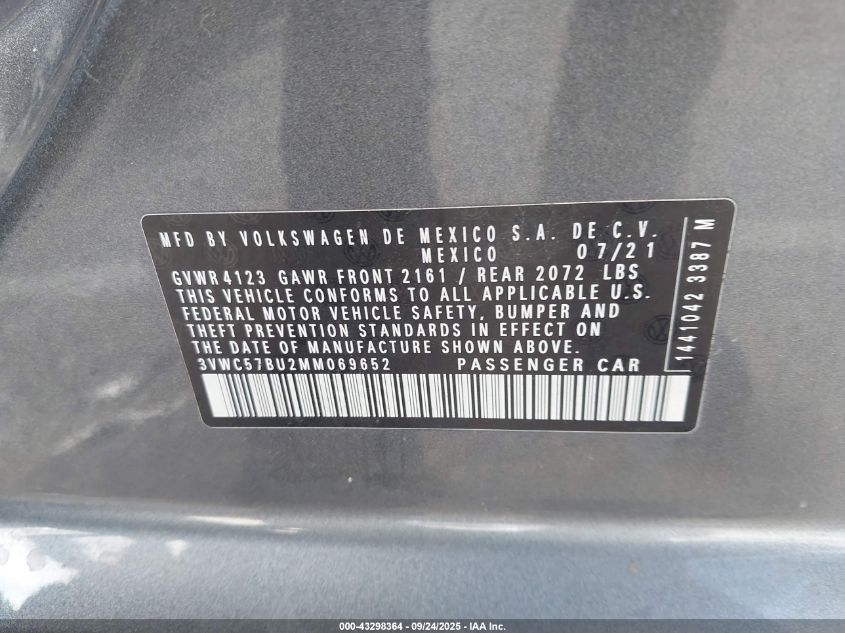 MFD BY VOLKSWAGEN DE MEXICO S.A. DE C.V.
MEXICO 07/21
GVWR 4123 GAWR FRONT 2161 / REAR 2072 LBS
THIS VEHICLE CONFORMS TO ALL APPLICABLE U.S.
FEDERAL MOTOR VEHICLE SAFETY, BUMPER AND
THEFT PREVENTION STANDARDS IN EFFECT ON
THE DATE OF MANUFACTURE SHOWN ABOVE.
3VWC57BU2MM069652 PASSENGER CAR
1441042 3387 M
000-43298364 - 09/24/2025 - IAA Inc.